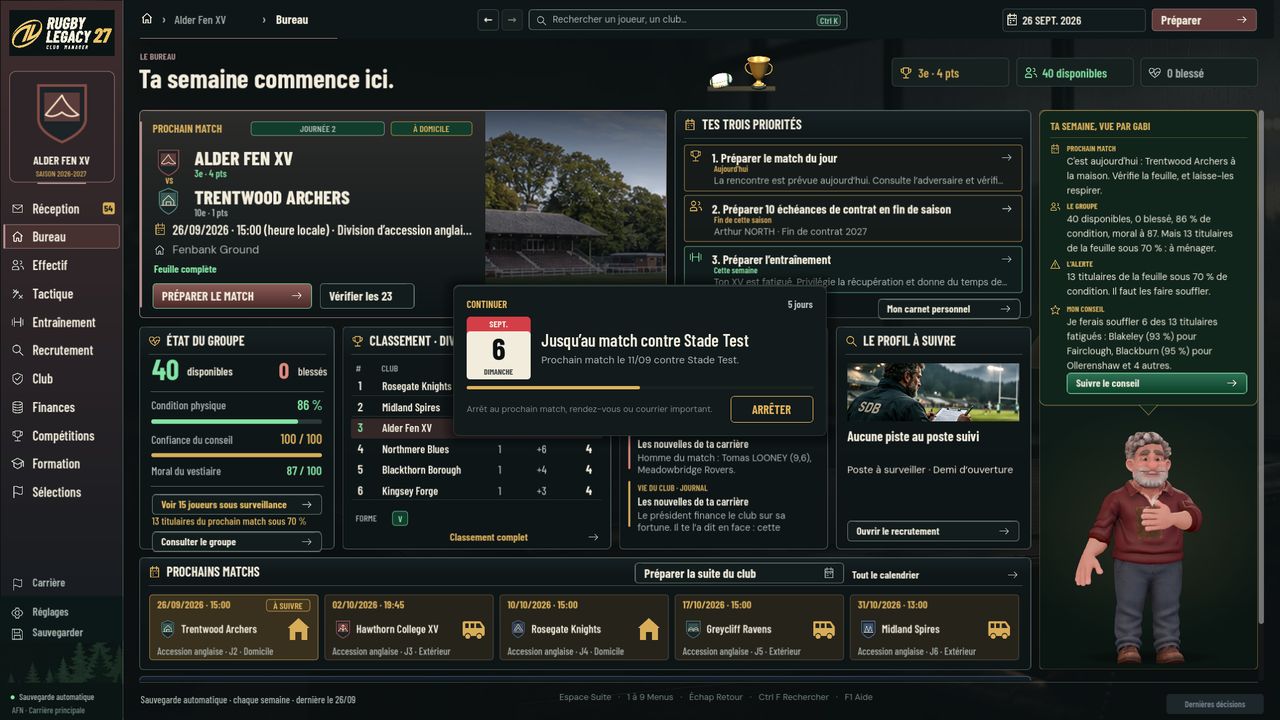 RUGBY
LEGACY 27
CLUB MANAGER
Alder Fen XV
Bureau
Rechercher un joueur, un club...
Ctrl K
26 SEPT. 2026
Préparer
LE BUREAU
Ta semaine commence ici.
3e · 4 pts
40 disponibles
0 blessé
ALDER FEN XV
SAISON 2026-2027
Réception
54
Bureau
Effectif
Tactique
Entraînement
Recrutement
Club
Finances
Compétitions
Formation
Sélections
Carrière
Réglages
Sauvegarder
Sauvegarde automatique
AFN · Carrière principale
PROCHAIN MATCH
JOURNÉE 2
À DOMICILE
ALDER FEN XV
3e · 4 pts
VS
TRENTWOOD ARCHERS
10e · 1 pts
26/09/2026 · 15:00 (heure locale) · Division d'accession anglai...
Fenbank Ground
Feuille complète
PRÉPARER LE MATCH
Vérifier les 23
TES TROIS PRIORITÉS
1. Préparer le match du jour
Aujourd'hui
La rencontre est prévue aujourd'hui. Consulte l'adversaire et vérifi...
2. Préparer 10 échéances de contrat en fin de saison
Fin de cette saison
Arthur NORTH · Fin de contrat 2027
3. Préparer l'entraînement
Cette semaine
Ton XV est fatigué. Privilégie la récupération et donne du temps de...
Mon carnet personnel
TA SEMAINE, VUE PAR GABI
PROCHAIN MATCH
C'est aujourd'hui : Trentwood Archers à
la maison. Vérifie la feuille, et laisse-les
respirer.
LE GROUPE
40 disponibles, 0 blessé, 86 % de
condition, moral à 87. Mais 13 titulaires
de la feuille sous 70 % : à ménager.
L'ALERTE
13 titulaires de la feuille sous 70 % de
condition. Il faut les faire souffler.
MON CONSEIL
Je ferais souffler 6 des 13 titulaires
fatigués : Blakeley (93 %) pour
Fairclough, Blackburn (95 %) pour
Ollerenshaw et 4 autres.
Suivre le conseil
CONTINUER
5 jours
SEPT.
6
DIMANCHE
Jusqu'au match contre Stade Test
Prochain match le 11/09 contre Stade Test.
Arrêt au prochain match, rendez-vous ou courrier important.
ARRÊTER
ÉTAT DU GROUPE
40 disponibles
0 blessés
Condition physique
86 %
Confiance du conseil
100 / 100
Moral du vestiaire
87 / 100
Voir 15 joueurs sous surveillance
13 titulaires du prochain match sous 70 %
Consulter le groupe
CLASSEMENT · DIV
# CLUB
1 Rosegate Knights
2 Midland Spires
3 Alder Fen XV
4 Northmere Blues 1 +6 4
5 Blackthorn Borough 1 +4 4
6 Kingsey Forge 1 +3 4
FORME
V
Classement complet
Les nouvelles de ta carrière
Homme du match : Tomas LOONEY (9,6),
Meadowbridge Rovers.
VIE DU CLUB · JOURNAL
Les nouvelles de ta carrière
Le président finance le club sur sa
fortune. Il te l'a dit en face : cette
LE PROFIL À SUIVRE
SDB
Aucune piste au poste suivi
Poste à surveiller · Demi d'ouverture
Ouvrir le recrutement
PROCHAINS MATCHS
Préparer la suite du club
Tout le calendrier
26/09/2026 · 15:00
À SUIVRE
Trentwood Archers
Accession anglaise · J2 · Domicile
02/10/2026 · 19:45
Hawthorn College XV
Accession anglaise · J3 · Extérieur
10/10/2026 · 15:00
Rosegate Knights
Accession anglaise · J4 · Domicile
17/10/2026 · 15:00
Greycliff Ravens
Accession anglaise · J5 · Extérieur
31/10/2026 · 13:00
Midland Spires
Accession anglaise · J6 · Extérieur
Sauvegarde automatique · chaque semaine · dernière le 26/09
Espace Suite · 1 à 9 Menus · Échap Retour · Ctrl F Rechercher · F1 Aide
Dernières décisions